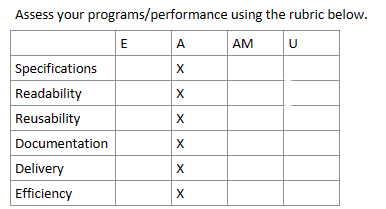 Assess your programs/performance using the rubric below.
E A AM U
Specifications X
Readability X
Reusability X
Documentation X
Delivery X
Efficiency X